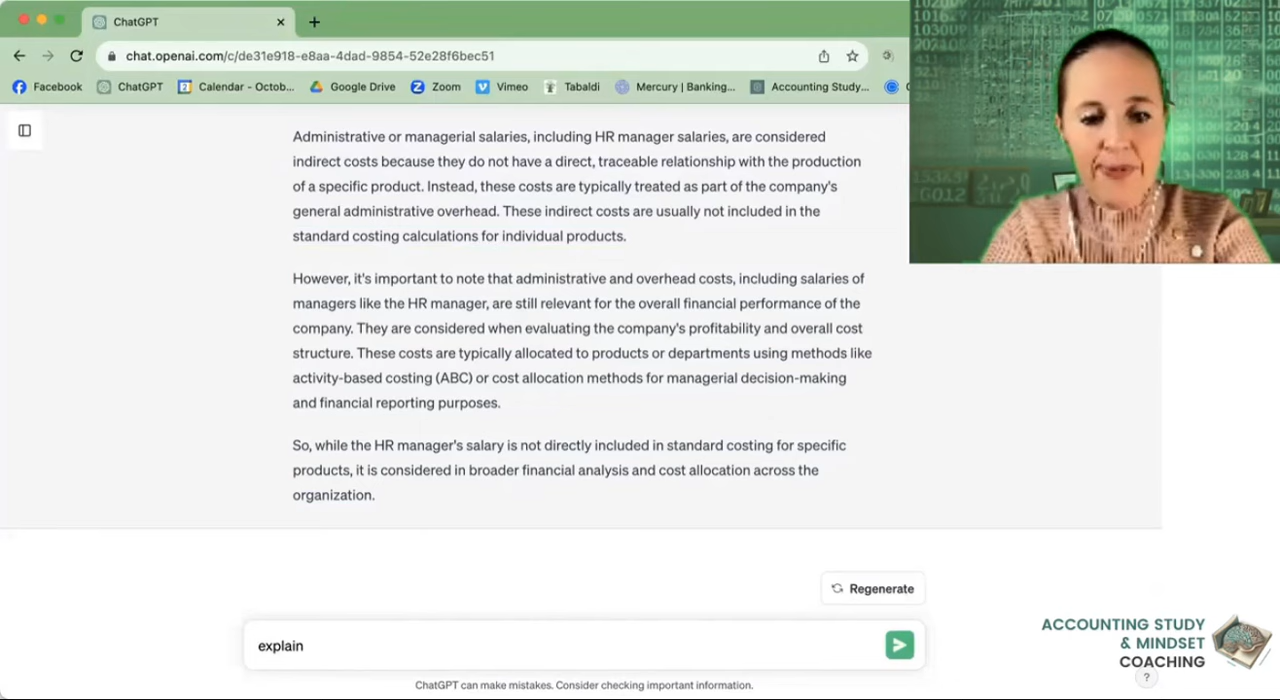 ChatGPT
chat.openai.com/c/de31e918-e8aa-4dad-9854-52e28f6bec51
Facebook ChatGPT Calendar - Octob... Google Drive Zoom Vimeo Tabaldi Mercury | Banking... Accounting Study...
Administrative or managerial salaries, including HR manager salaries, are considered
indirect costs because they do not have a direct, traceable relationship with the production
of a specific product. Instead, these costs are typically treated as part of the company's
general administrative overhead. These indirect costs are usually not included in the
standard costing calculations for individual products.
However, it's important to note that administrative and overhead costs, including salaries of
managers like the HR manager, are still relevant for the overall financial performance of the
company. They are considered when evaluating the company's profitability and overall cost
structure. These costs are typically allocated to products or departments using methods like
activity-based costing (ABC) or cost allocation methods for managerial decision-making
and financial reporting purposes.
So, while the HR manager's salary is not directly included in standard costing for specific
products, it is considered in broader financial analysis and cost allocation across the
organization.
Regenerate
explain
ChatGPT can make mistakes. Consider checking important information.
ACCOUNTING STUDY
& MINDSET
COACHING
?